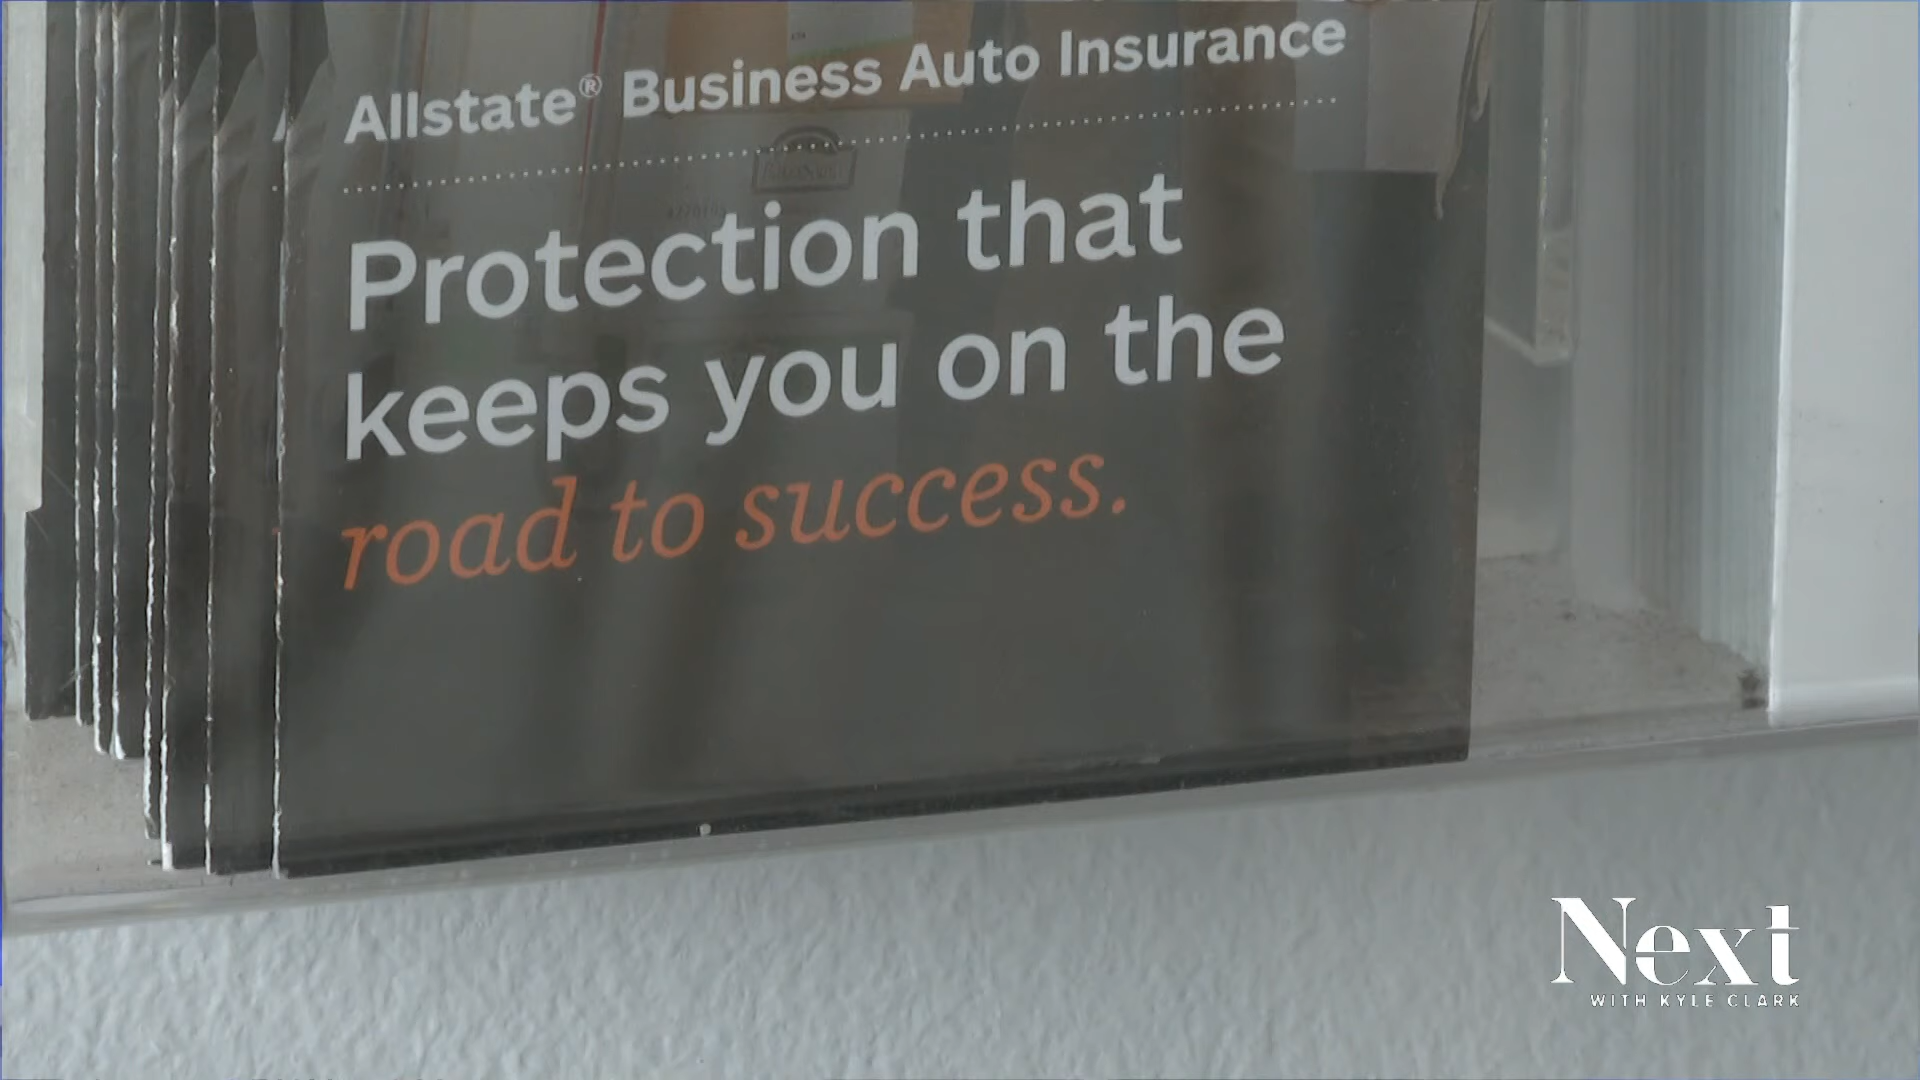 Allstate® Business Auto Insurance
Protection that
keeps you on the
road to success.
Next
WITH KYLE CLARK